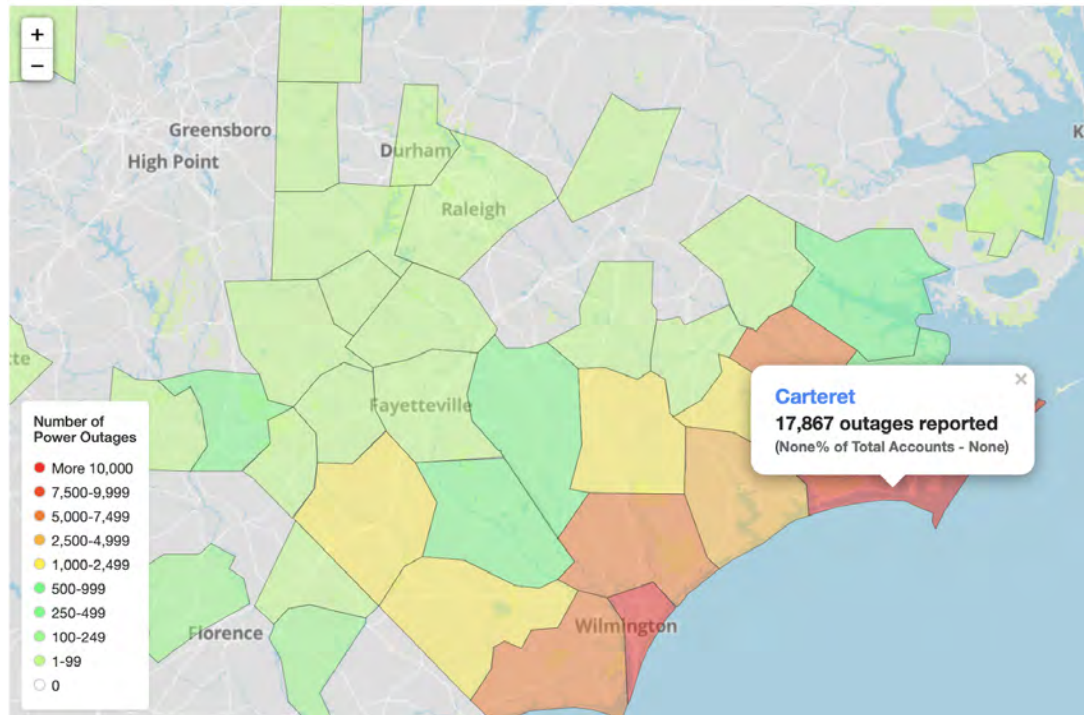 +
−
Greensboro
High Point
Durham
Raleigh
K
tte
Fayetteville
Florence
Wilmington
×
Carteret
17,867 outages reported
(None% of Total Accounts - None)
Number of
Power Outages
More 10,000
7,500-9,999
5,000-7,499
2,500-4,999
1,000-2,499
500-999
250-499
100-249
1-99
0